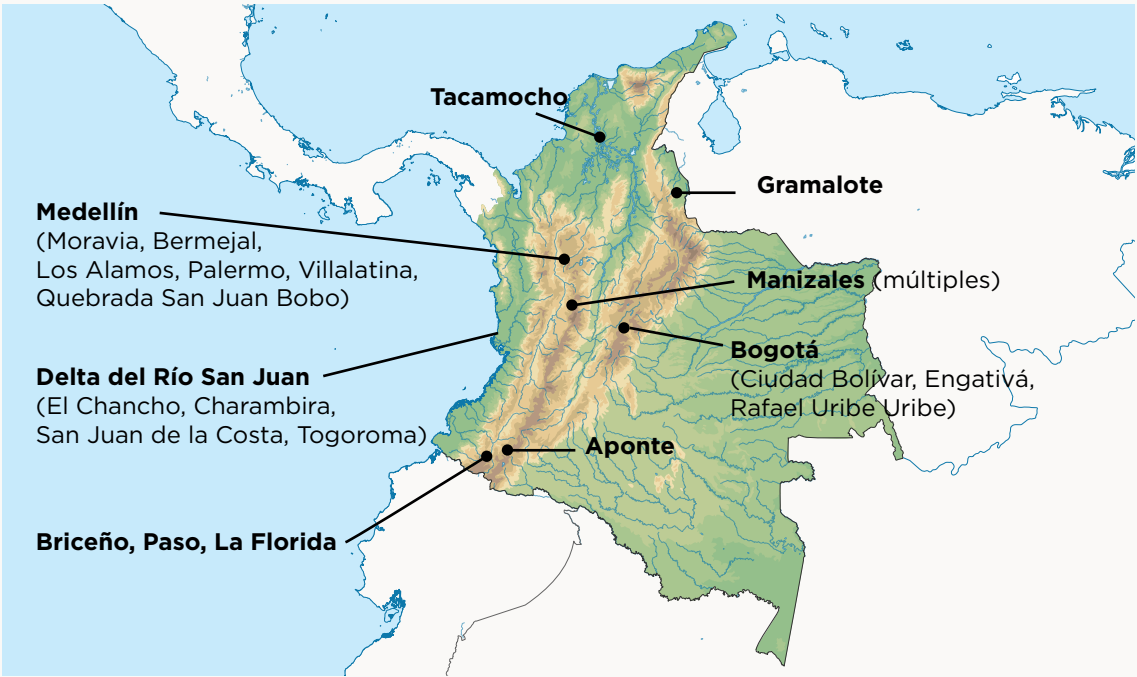 Tacamocho
Gramalote
Medellín
(Moravia, Bermejal,
Los Alamos, Palermo, Villalatina,
Quebrada San Juan Bobo)
Manizales (múltiples)
Bogotá
(Ciudad Bolívar, Engativá,
Rafael Uribe Uribe)
Delta del Río San Juan
(El Chancho, Charambira,
San Juan de la Costa, Togoroma)
Aponte
Briceño, Paso, La Florida